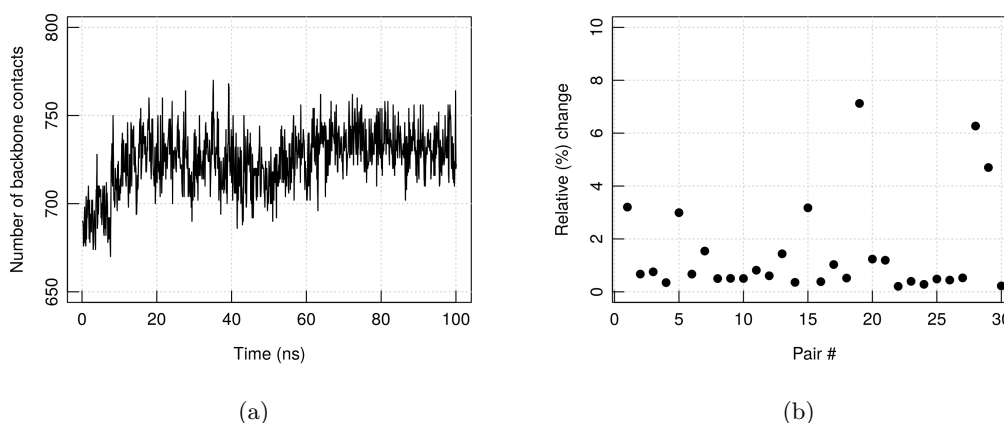 800
750
700
650
Number of backbone contacts
0 20 40 60 80 100
Time (ns)
(a)
10
8
6
4
2
0
Relative (%) change
0 5 10 15 20 25 30
Pair #
(b)